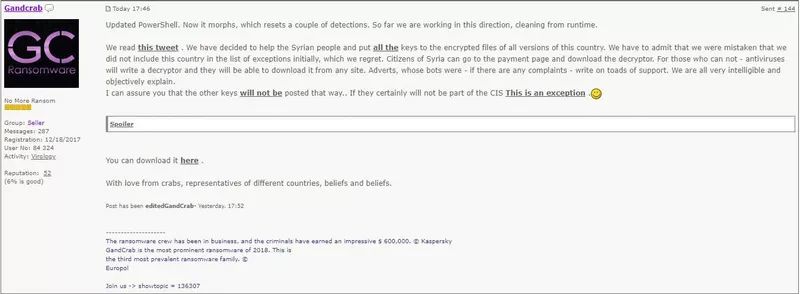 Gandcrab
Today 17:46
Sent # 144
GC
Ransomware
No More Ransom
Group: Seller
Messages: 287
Registration: 12/18/2017
User No: 84 324
Activity: Virology
Reputation: 52
(6% is good)
Updated PowerShell. Now it morphs, which resets a couple of detections. So far we are working in this direction, cleaning from runtime.
We read this tweet . We have decided to help the Syrian people and put all the keys to the encrypted files of all versions of this country. We have to admit that we were mistaken that we
did not include this country in the list of exceptions initially, which we regret. Citizens of Syria can go to the payment page and download the decryptor. For those who can not - antiviruses
will write a decryptor and they will be able to download it from any site. Adverts, whose bots were - if there are any complaints - write on toads of support. We are all very intelligible and
objectively explain.
I can assure you that the other keys will not be posted that way.. If they certainly will not be part of the CIS This is an exception .
Spoiler
You can download it here .
With love from crabs, representatives of different countries, beliefs and beliefs.
Post has been editedGandCrab- Yesterday, 17:52
--------------------
The ransomware crew has been in business, and the criminals have earned an impressive $ 600,000. © Kaspersky
GandCrab is the most prominent ransomware of 2018. This is
the third most prevalent ransomware family. ©
Europol
Join us -> showtopic = 136307